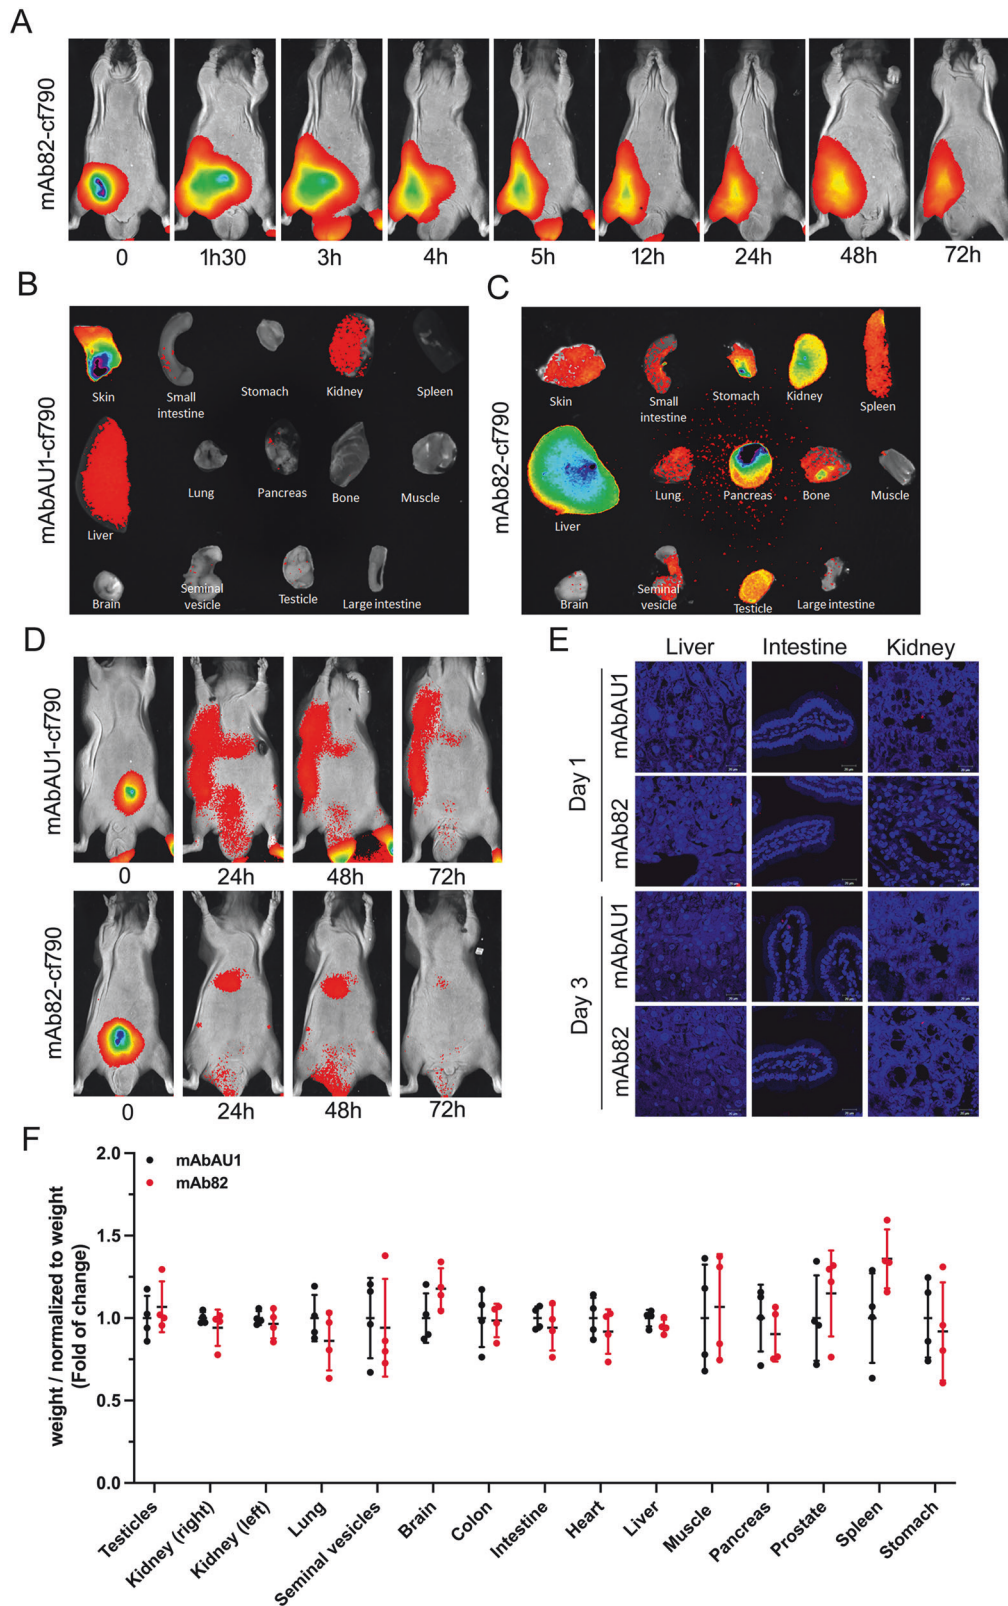 A
mAb82-cf790
0
1h30
3h
4h
5h
12h
24h
48h
72h
B
mAbAU1-cf790
Skin
Small
intestine
Stomach
Kidney
Spleen
Liver
Lung
Pancreas
Bone
Muscle
Brain
Seminal
vesicle
Testicle
Large intestine
C
mAb82-cf790
Skin
Small
intestine
Stomach
Kidney
Spleen
Liver
Lung
Pancreas
Bone
Muscle
Brain
Seminal
vesicle
Testicle
Large intestine
D
mAbAU1-cf790
0
24h
48h
72h
mAb82-cf790
0
24h
48h
72h
E
Liver
Intestine
Kidney
Day 1
mAbAU1
mAb82
Day 3
mAbAU1
mAb82
F
weight / normalized to weight
(Fold of change)
2.0
1.5
1.0
0.5
0.0
mAbAU1
mAb82
Testicles
Kidney (right)
Kidney (left)
Lung
Seminal vesicles
Brain
Colon
Intestine
Heart
Liver
Muscle
Pancreas
Prostate
Spleen
Stomach